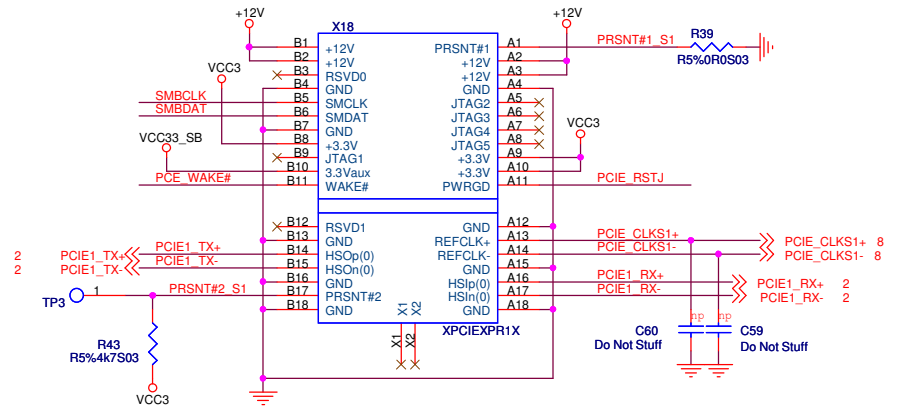 +12V
X18
+12V
R39
PRSNT#1_S1
R5%0R0S03
B1 +12V PRSNT#1 A1
B2 +12V +12V A2
B3 RSVD0 +12V A3
VCC3
B4 GND GND A4
SMBCLK B5 SMCLK JTAG2 A5
SMBDAT B6 SMDAT JTAG3 A6
B7 GND JTAG4 A7
VCC3
VCC33_SB
B8 +3.3V JTAG5 A8
B9 JTAG1 +3.3V A9
B10 3.3Vaux +3.3V A10
PCE_WAKE# B11 WAKE# PWRGD A11 PCIE_RSTJ
B12 RSVD1 GND A12
B13 GND REFCLK+ A13 PCIE_CLKS1+ PCIE_CLKS1+ 8
2 PCIE1_TX+ PCIE1_TX+ B14 HSOp(0) REFCLK- A14 PCIE_CLKS1- PCIE_CLKS1- 8
2 PCIE1_TX- PCIE1_TX- B15 HSOn(0) GND A15
B16 GND HSIp(0) A16 PCIE1_RX+ PCIE1_RX+ 2
TP3 1 PRSNT#2_S1 B17 PRSNT#2 HSIn(0) A17 PCIE1_RX- PCIE1_RX- 2
B18 GND GND A18
X1 X2
XPCIEXPR1X
X1 X2
np np
C60
Do Not Stuff
C59
Do Not Stuff
R43
R5%4k7S03
VCC3